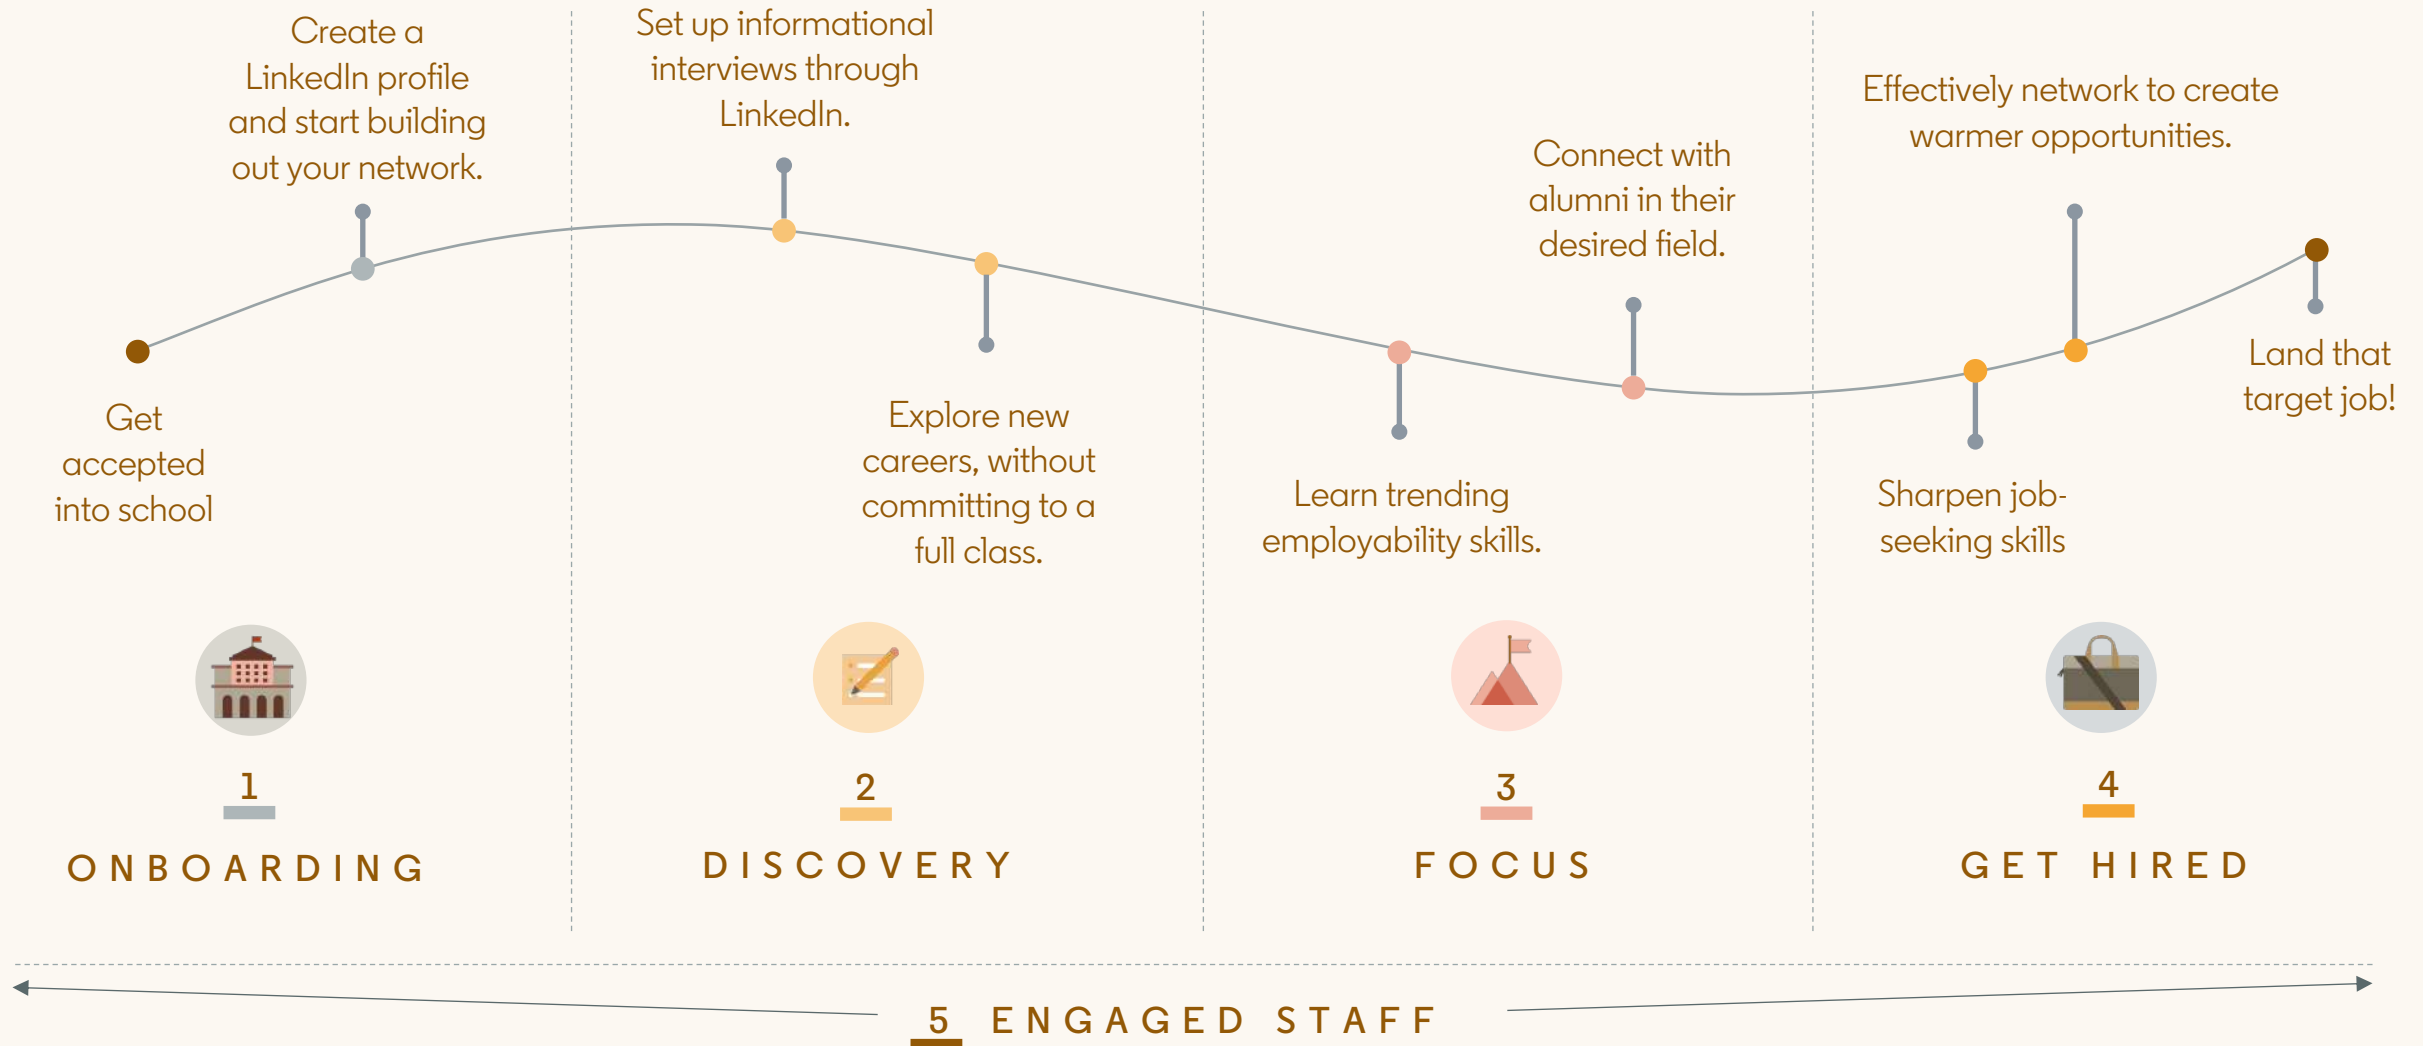 Create a
LinkedIn profile
and start building
out your network.
Get
accepted
into school
1
ONBOARDING
Set up informational
interviews through
LinkedIn.
Explore new
careers, without
committing to a
full class.
2
DISCOVERY
Connect with
alumni in their
desired field.
Learn trending
employability skills.
3
FOCUS
Effectively network to create
warmer opportunities.
Land that
target job!
Sharpen job-
seeking skills
4
GET HIRED
5 ENGAGED STAFF